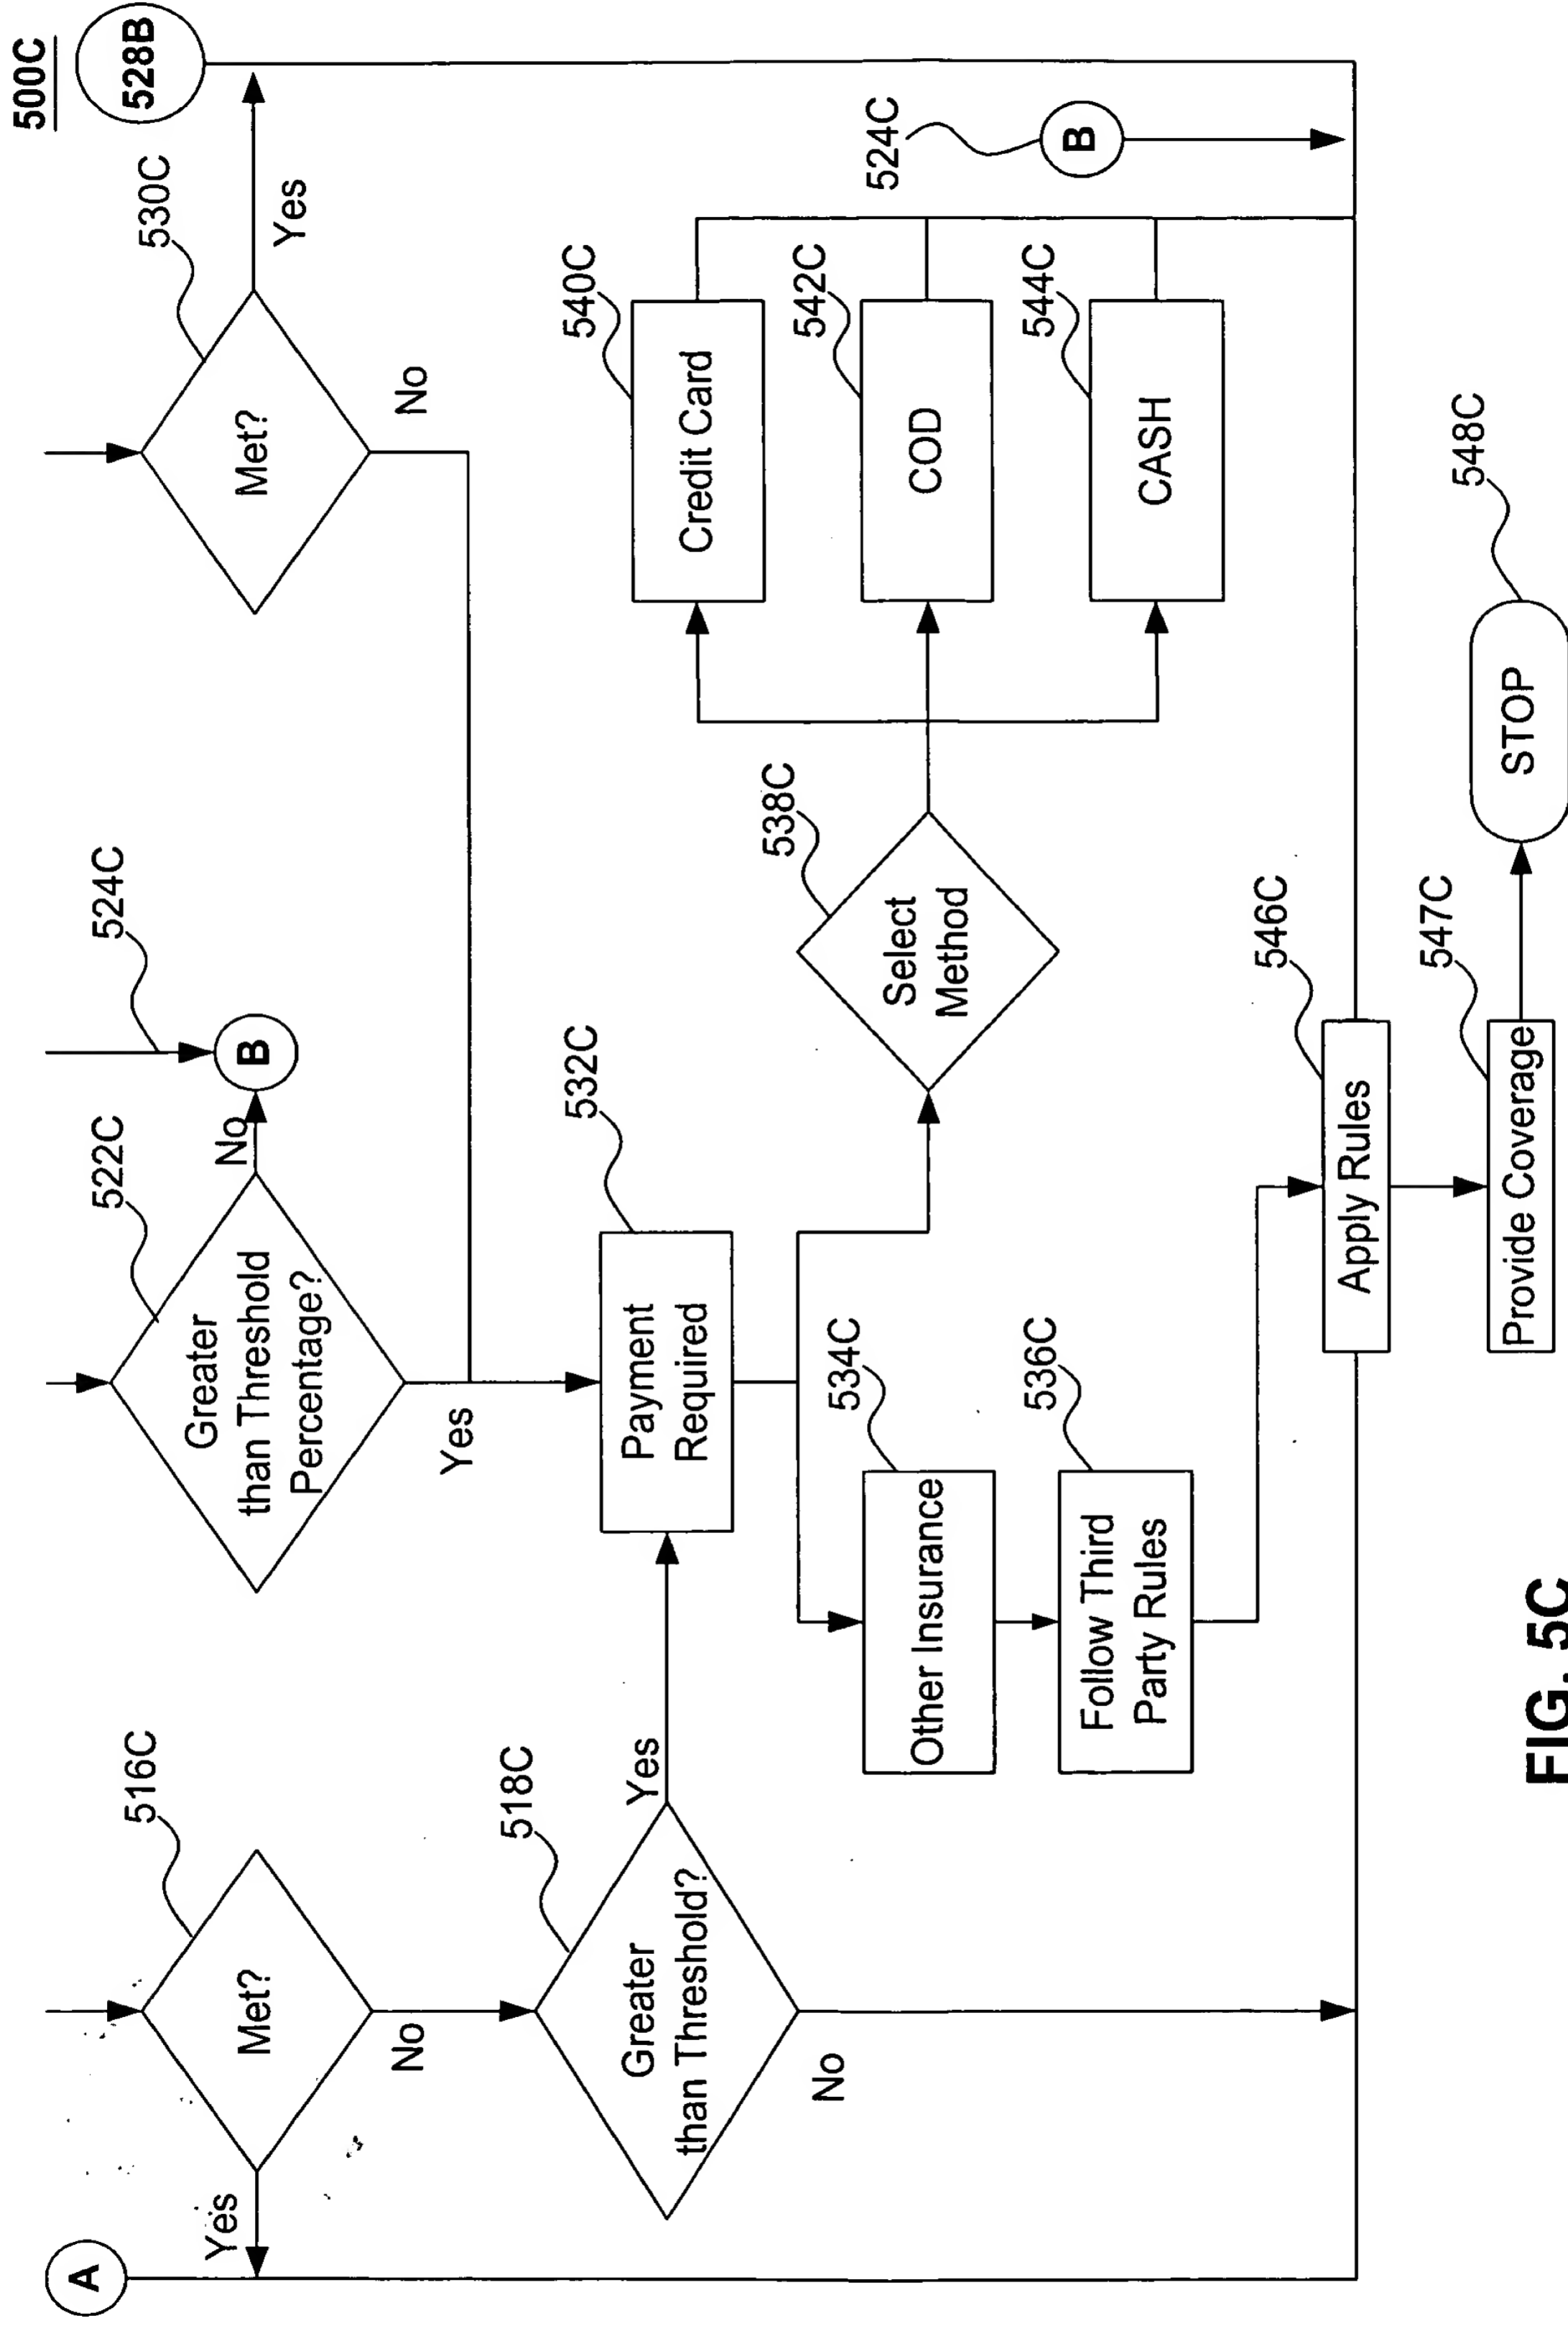 500C
A
Yes
516C
Met?
No
522C
Greater
than Threshold
Percentage?
No
Yes
524C
B
530C
Met?
Yes
No
528B
518C
Greater
than Threshold?
Yes
No
532C
Payment
Required
534C
Other Insurance
536C
Follow Third
Party Rules
538C
Select
Method
540C
Credit Card
542C
COD
544C
CASH
524C
B
546C
Apply Rules
547C
Provide Coverage
548C
STOP
FIG. 5C